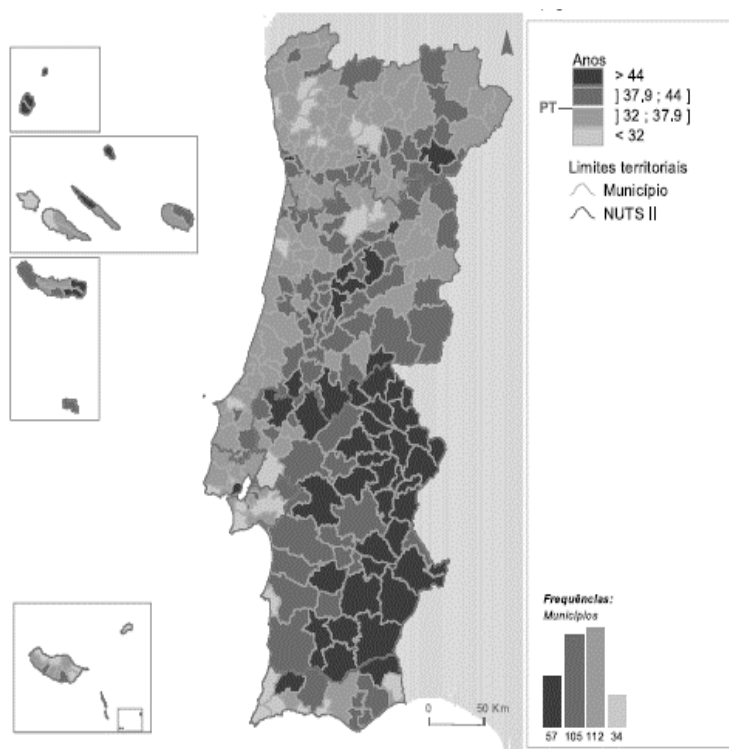 Anos
> 44
] 37,9 ; 44 ]
PT
] 32 ; 37,9 ]
< 32
Limites territoriais
Município
NUTS II
Frequências:
Municípios
0 50 Km
57 105 112 34